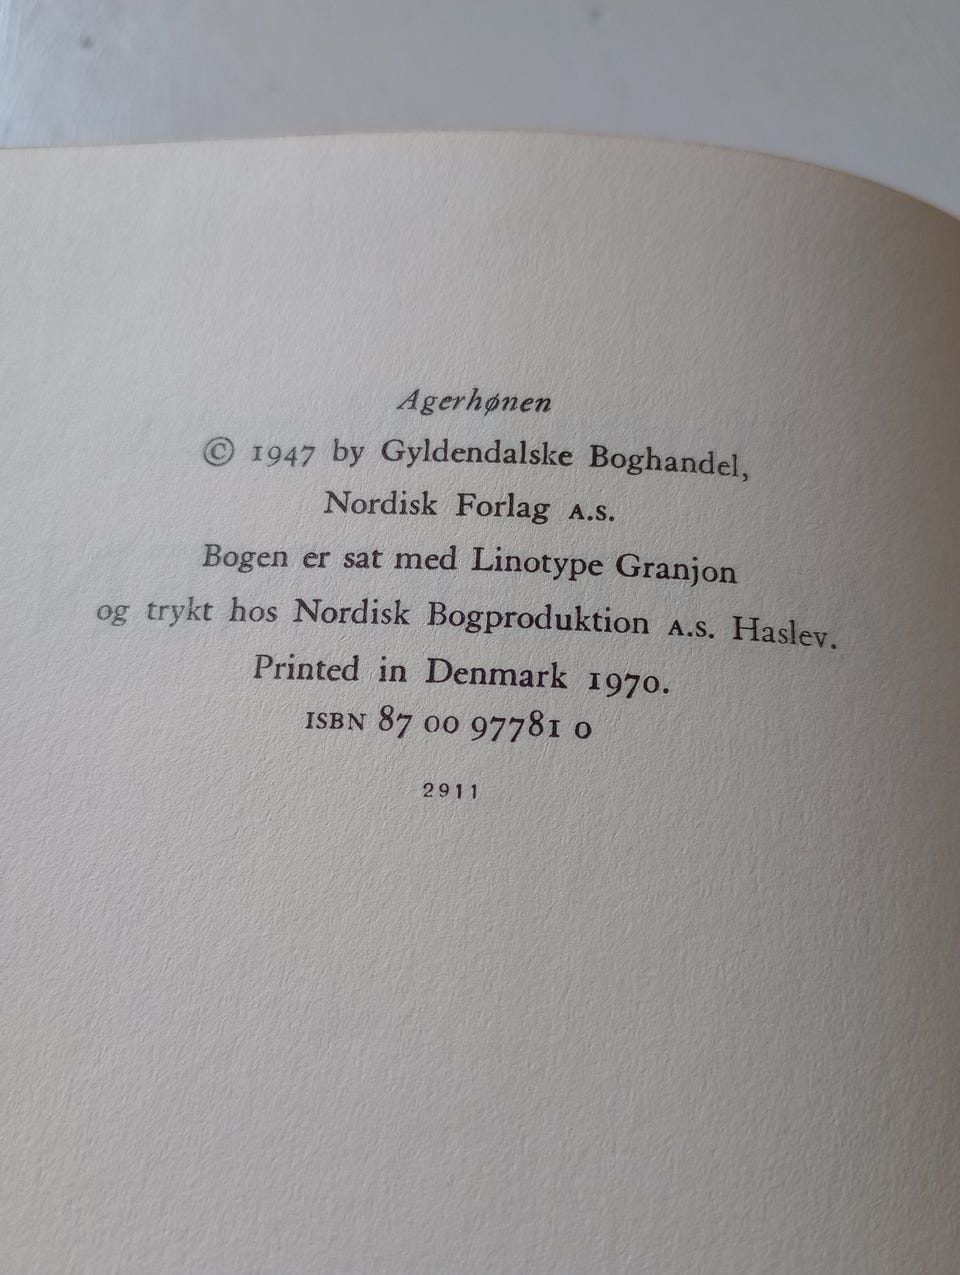 Agerhønen
© 1947 by Gyldendalske Boghandel,
Nordisk Forlag A.S.
Bogen er sat med Linotype Granjon
og trykt hos Nordisk Bogproduktion A.S. Haslev.
Printed in Denmark 1970.
ISBN 87 00 97781 0
2911